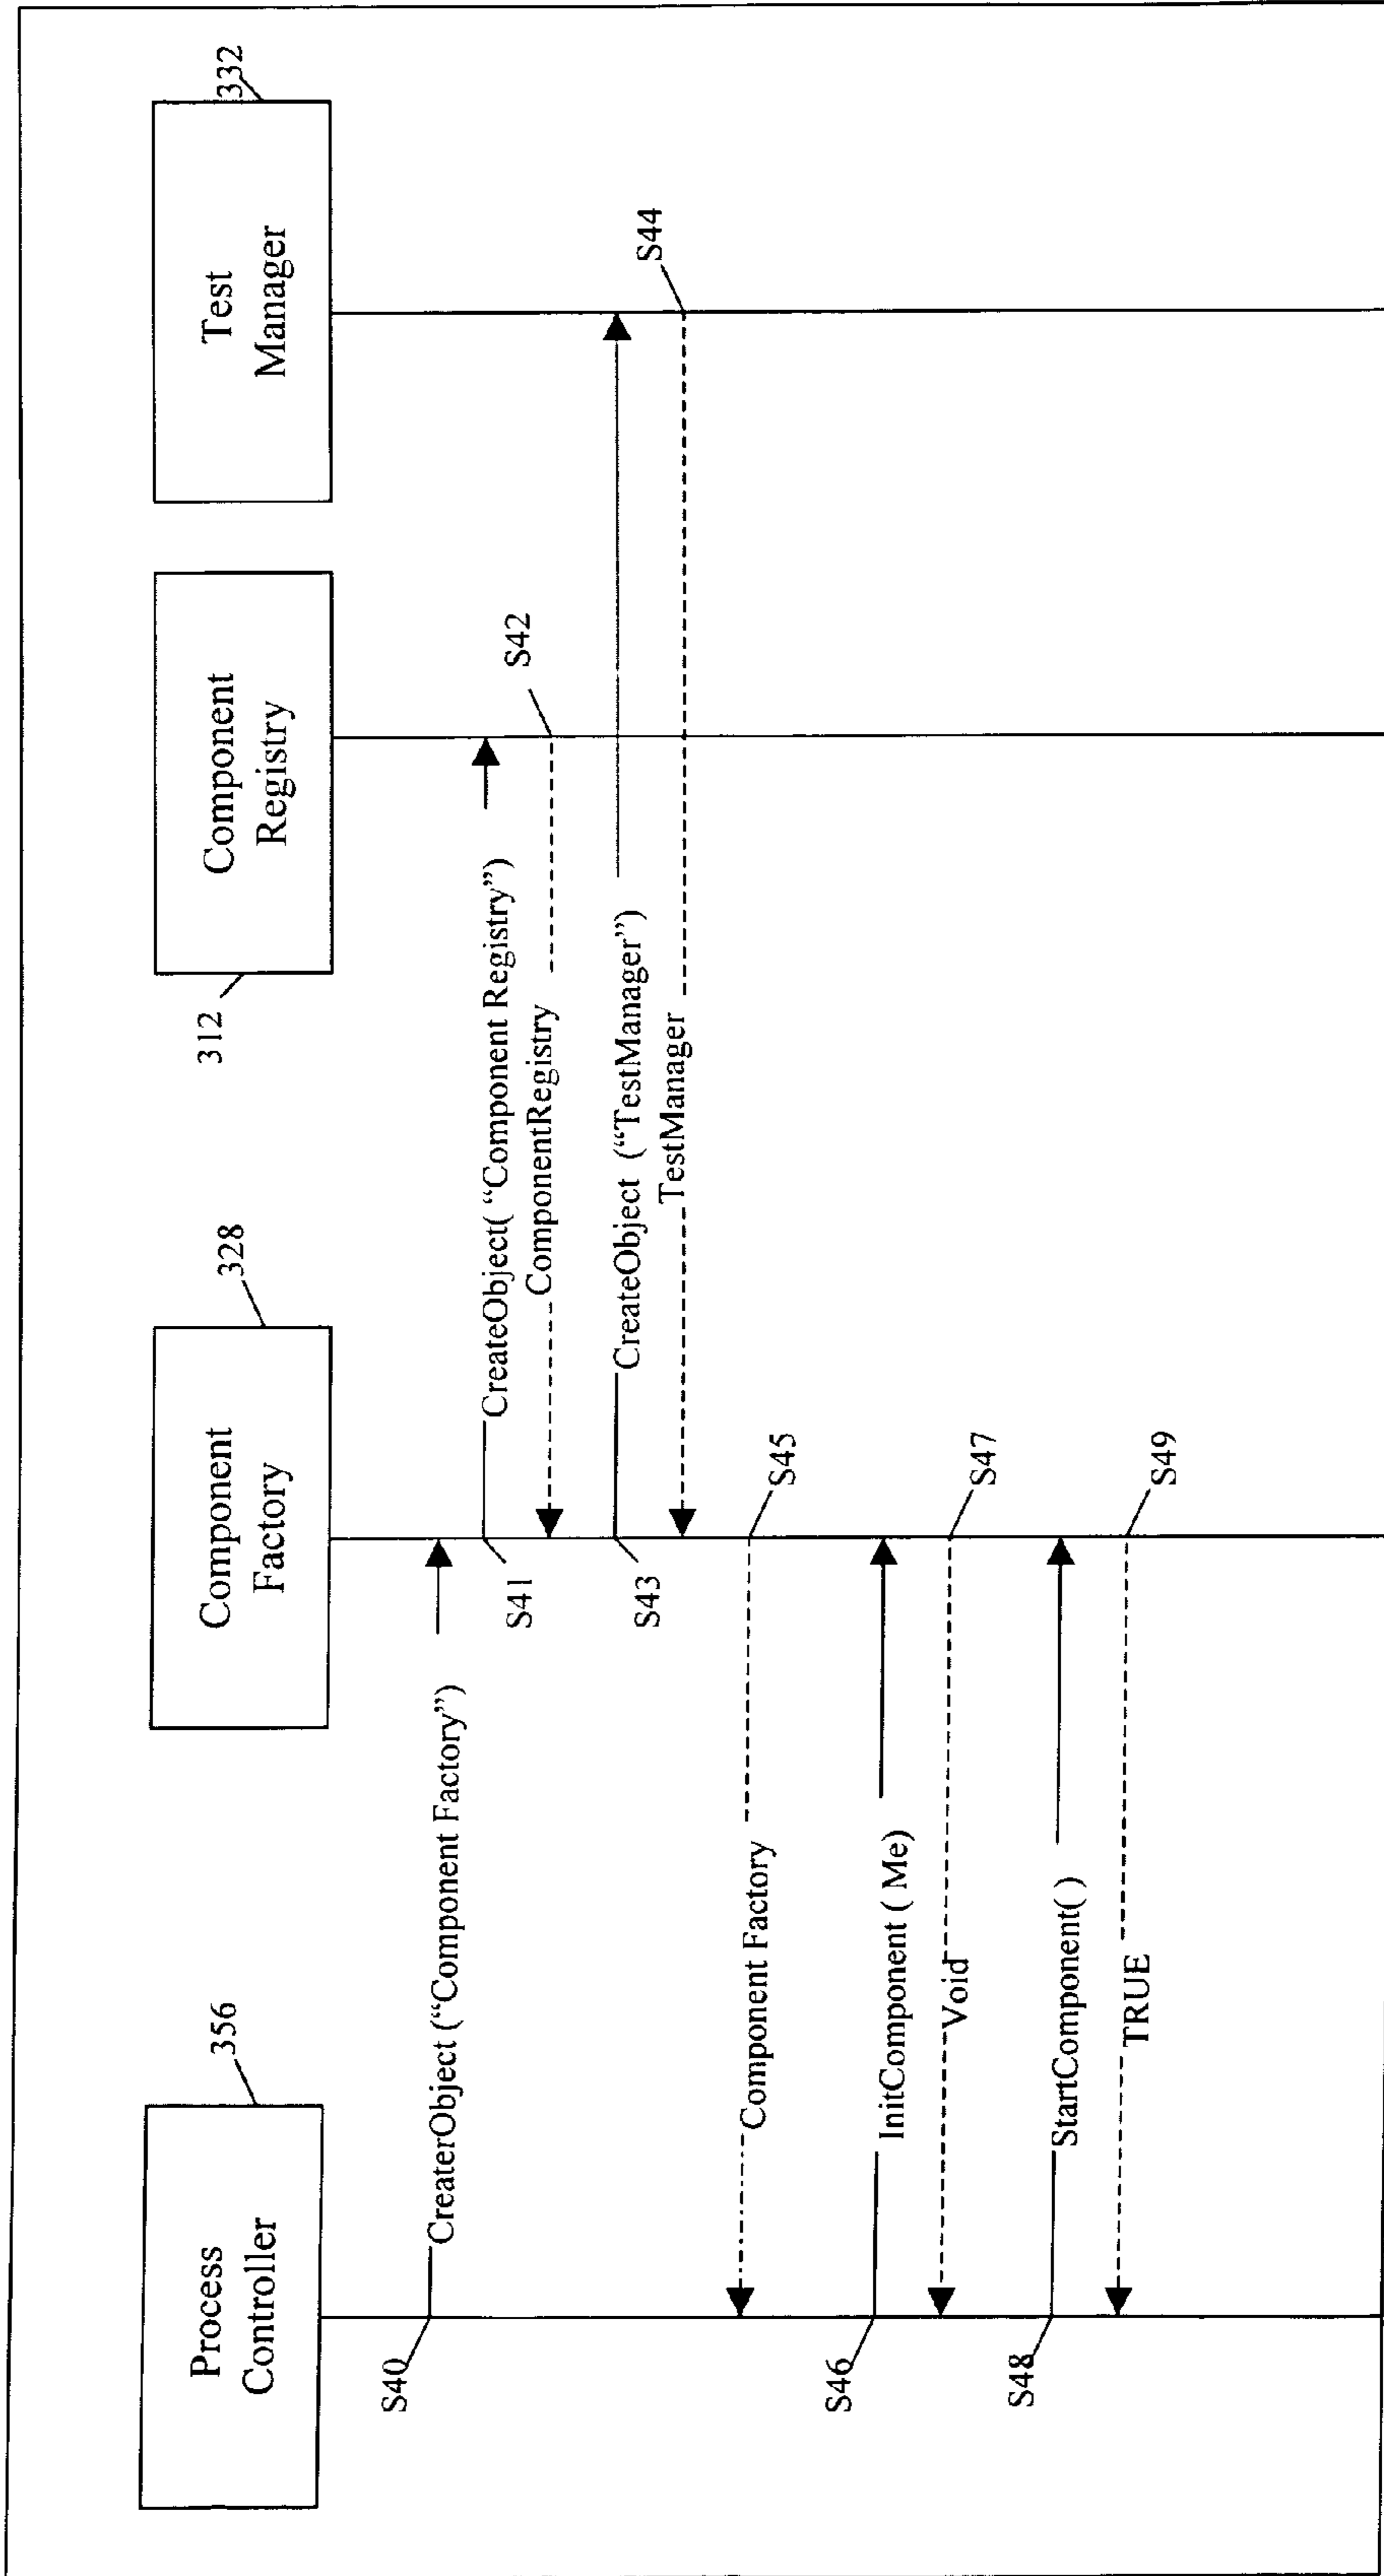 Process
Controller
356
Component
Factory
328
Component
Registry
312
Test
Manager
332
S40
CreaterObject (“Component Factory”)
S41
CreateObject( “Component Registry”)
S42
ComponentRegistry
S43
CreateObject (“TestManager”)
S44
TestManager
S45
Component Factory
S46
InitComponent ( Me)
S47
Void
S48
StartComponent( )
S49
TRUE